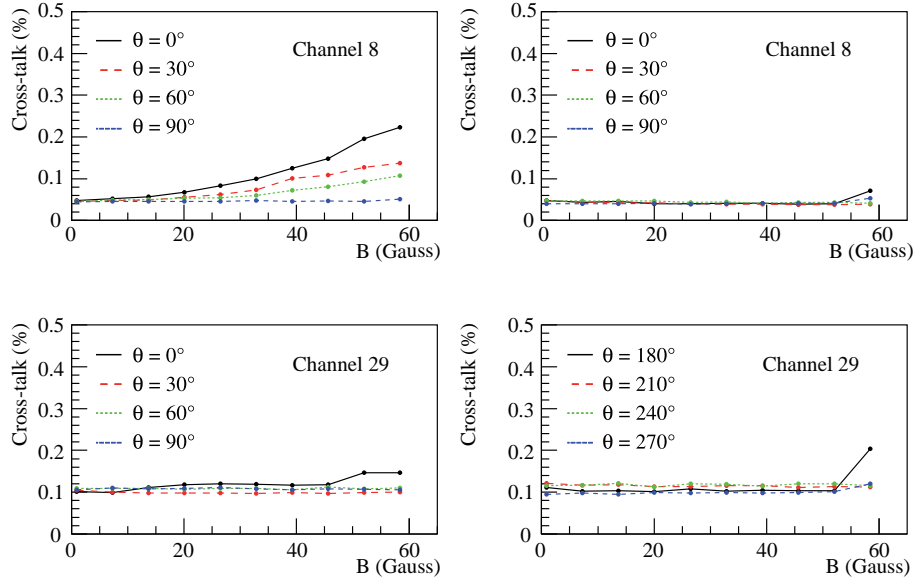 Cross-talk (%)
0.5
0.4
0.3
0.2
0.1
0
θ = 0°
θ = 30°
θ = 60°
θ = 90°
Channel 8
0
20
40
60
B (Gauss)
Cross-talk (%)
0.5
0.4
0.3
0.2
0.1
0
θ = 0°
θ = 30°
θ = 60°
θ = 90°
Channel 8
0
20
40
60
B (Gauss)
Cross-talk (%)
0.5
0.4
0.3
0.2
0.1
0
θ = 0°
θ = 30°
θ = 60°
θ = 90°
Channel 29
0
20
40
60
B (Gauss)
Cross-talk (%)
0.5
0.4
0.3
0.2
0.1
0
θ = 180°
θ = 210°
θ = 240°
θ = 270°
Channel 29
0
20
40
60
B (Gauss)